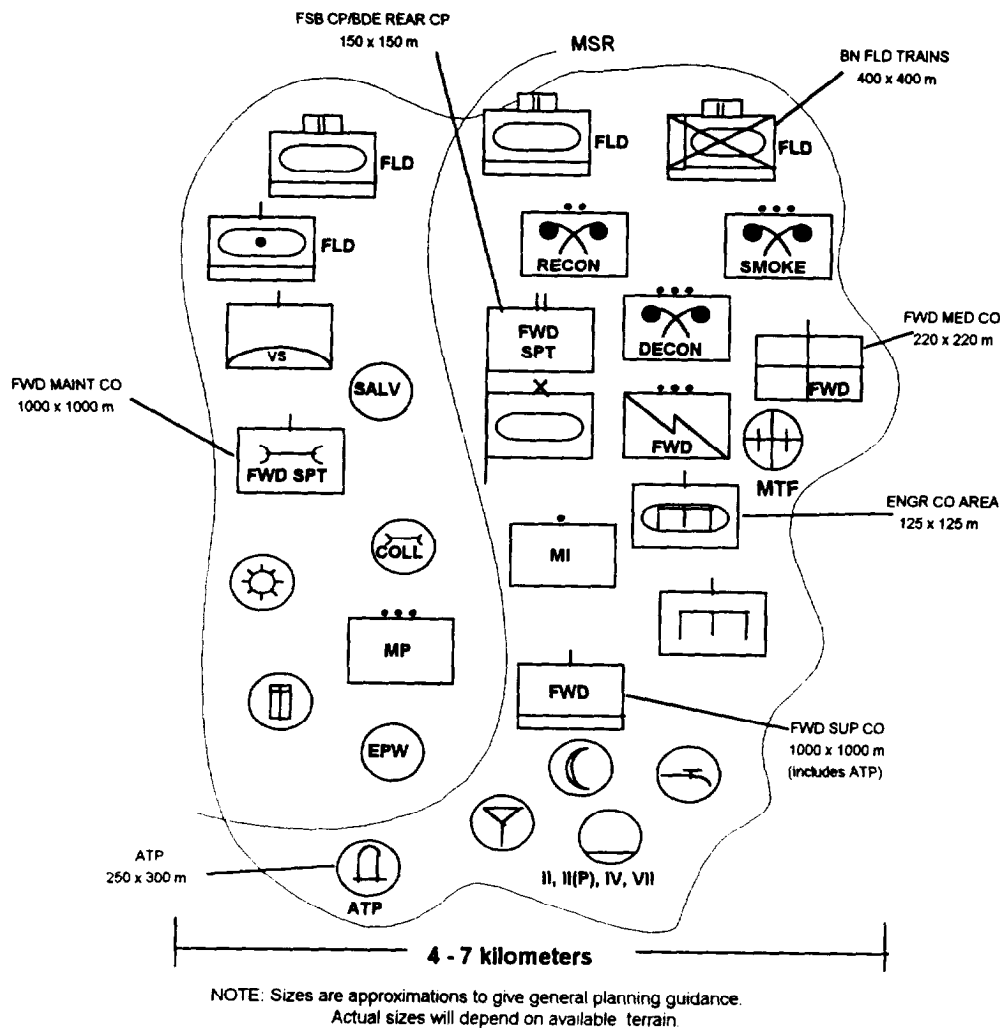 FSB CP/BDE REAR CP
150 x 150 m
MSR
BN FLD TRAINS
400 x 400 m
FLD
FLD
FLD
FLD
RECON
SMOKE
FWD
SPT
DECON
FWD MED CO
220 x 220 m
FWD
VS
SALV
FWD MAINT CO
1000 x 1000 m
FWD SPT
FWD
MTF
ENGR CO AREA
125 x 125 m
COLL
MI
MP
FWD
FWD SUP CO
1000 x 1000 m
(includes ATP)
EPW
ATP
250 x 300 m
ATP
II, II(P), IV, VII
4 - 7 kilometers
NOTE: Sizes are approximations to give general planning guidance.
Actual sizes will depend on available terrain.